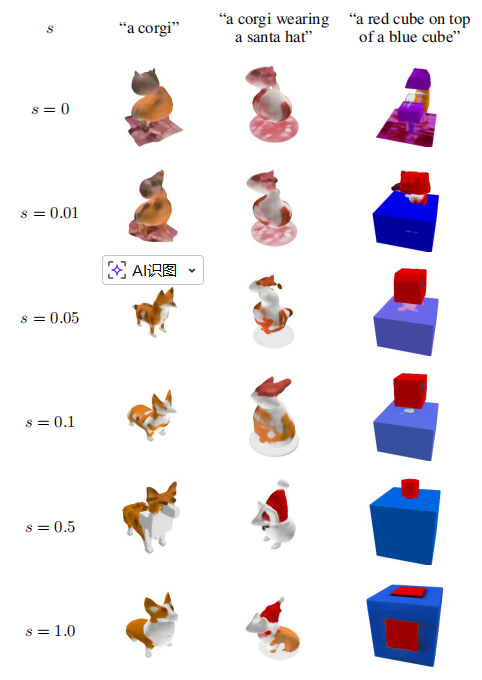 s “a corgi” “a corgi wearing
a santa hat” “a red cube on top
of a blue cube”
s = 0
s = 0.01
AI识图
s = 0.05
s = 0.1
s = 0.5
s = 1.0